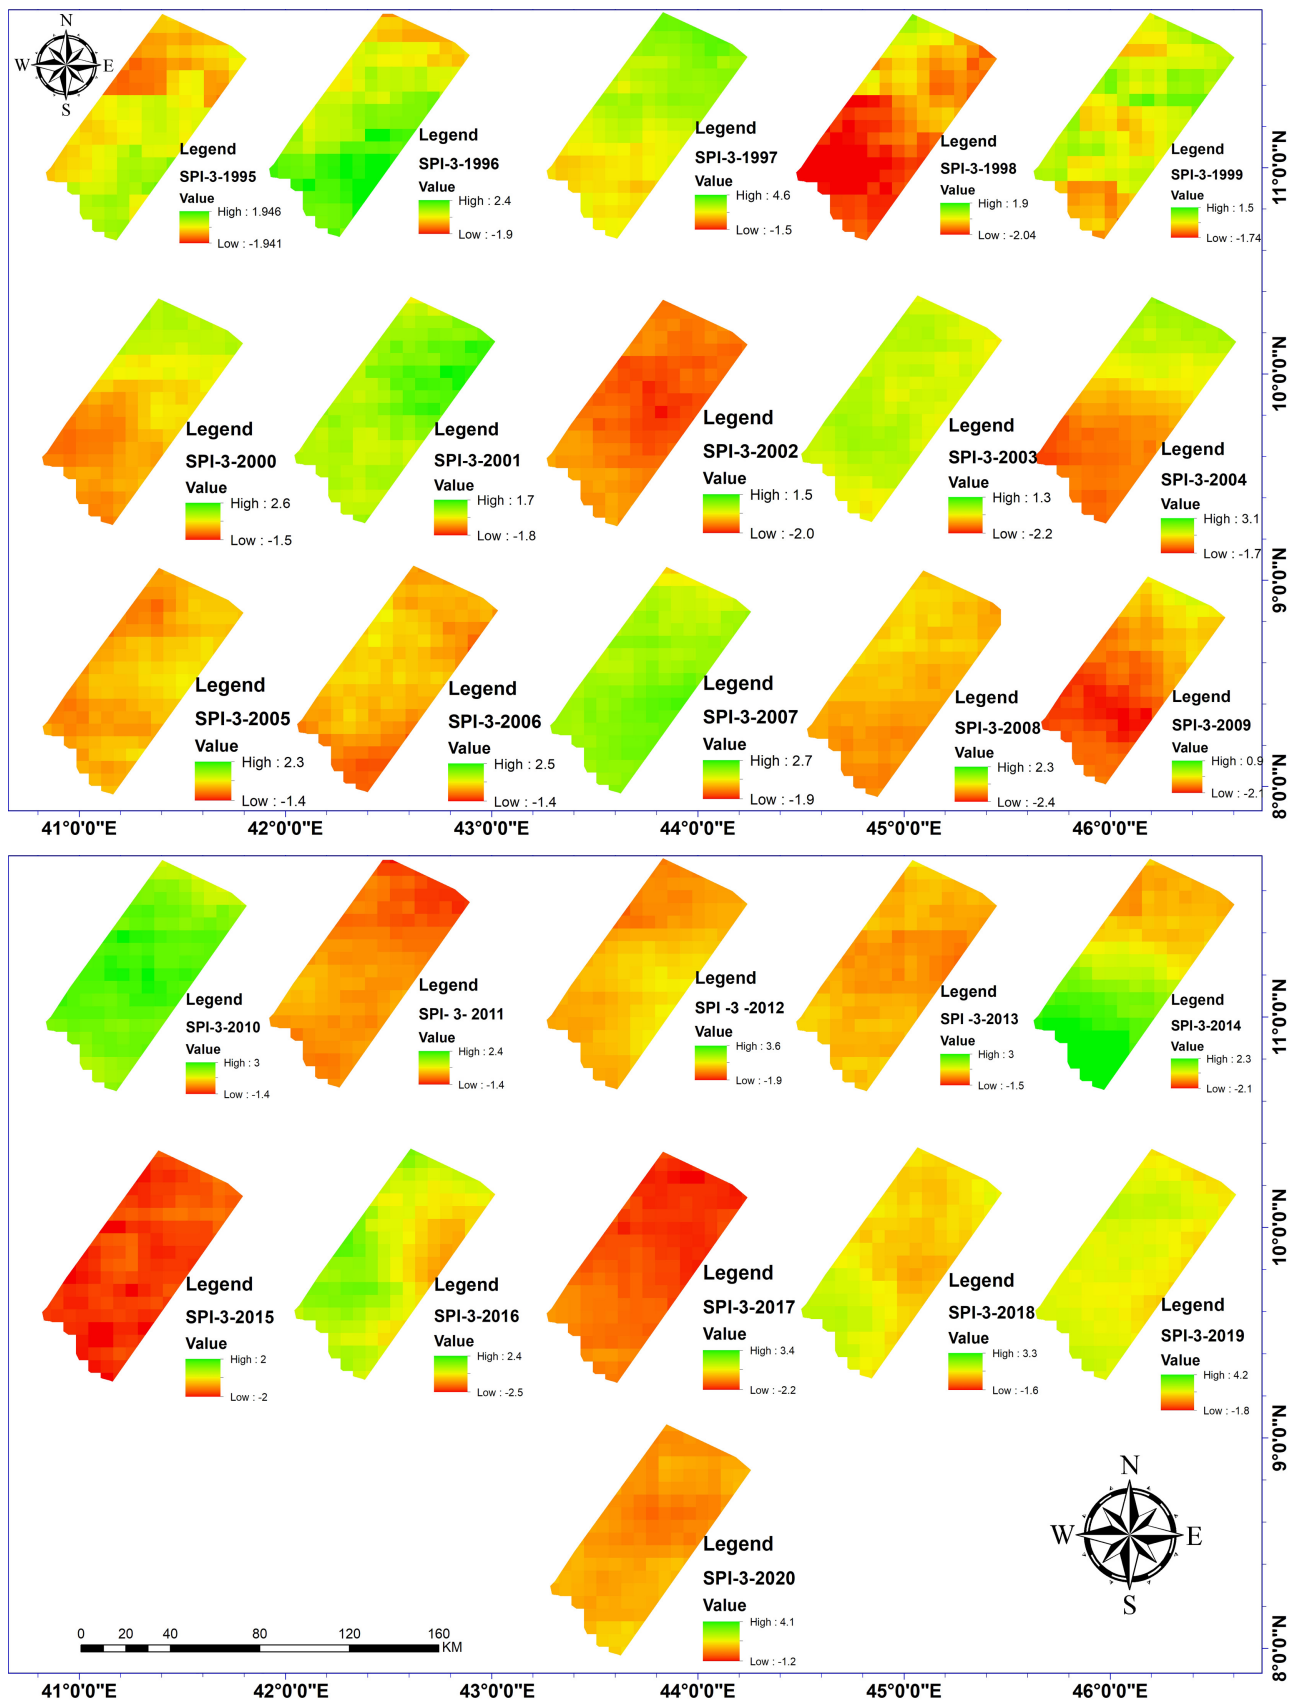 N
W E
S
Legend
SPI-3-1995
Value
High : 1.946
Low : -1.941
Legend
SPI-3-1996
Value
High : 2.4
Low : -1.9
Legend
SPI-3-1997
Value
High : 4.6
Low : -1.5
Legend
SPI-3-1998
Value
High : 1.9
Low : -2.04
Legend
SPI-3-1999
Value
High : 1.5
Low : -1.74
11°0'0"N
Legend
SPI-3-2000
Value
High : 2.6
Low : -1.5
Legend
SPI-3-2001
Value
High : 1.7
Low : -1.8
Legend
SPI-3-2002
Value
High : 1.5
Low : -2.0
Legend
SPI-3-2003
Value
High : 1.3
Low : -2.2
Legend
SPI-3-2004
Value
High : 3.1
Low : -1.7
10°0'0"N
9°0'0"N
Legend
SPI-3-2005
Value
High : 2.3
Low : -1.4
Legend
SPI-3-2006
Value
High : 2.5
Low : -1.4
Legend
SPI-3-2007
Value
High : 2.7
Low : -1.9
Legend
SPI-3-2008
Value
High : 2.3
Low : -2.4
Legend
SPI-3-2009
Value
High : 0.9
Low : -2.
8°0'0"N
41°0'0"E 42°0'0"E 43°0'0"E 44°0'0"E 45°0'0"E 46°0'0"E
Legend
SPI-3-2010
Value
High : 3
Low : -1.4
Legend
SPI- 3- 2011
Value
High : 2.4
Low : -1.4
Legend
SPI -3 -2012
Value
High : 3.6
Low : -1.9
Legend
SPI -3-2013
Value
High : 3
Low : -1.5
Legend
SPI-3-2014
Value
High : 2.3
Low : -2.1
11°0'0"N
Legend
SPI-3-2015
Value
High : 2
Low : -2
Legend
SPI-3-2016
Value
High : 2.4
Low : -2.5
Legend
SPI-3-2017
Value
High : 3.4
Low : -2.2
Legend
SPI-3-2018
Value
High : 3.3
Low : -1.6
Legend
SPI-3-2019
Value
High : 4.2
Low : -1.8
10°0'0"N
9°0'0"N
Legend
SPI-3-2020
Value
High : 4.1
Low : -1.2
N
W E
S
0 20 40 80 120 160
KM
8°0'0"N
41°0'0"E 42°0'0"E 43°0'0"E 44°0'0"E 45°0'0"E 46°0'0"E